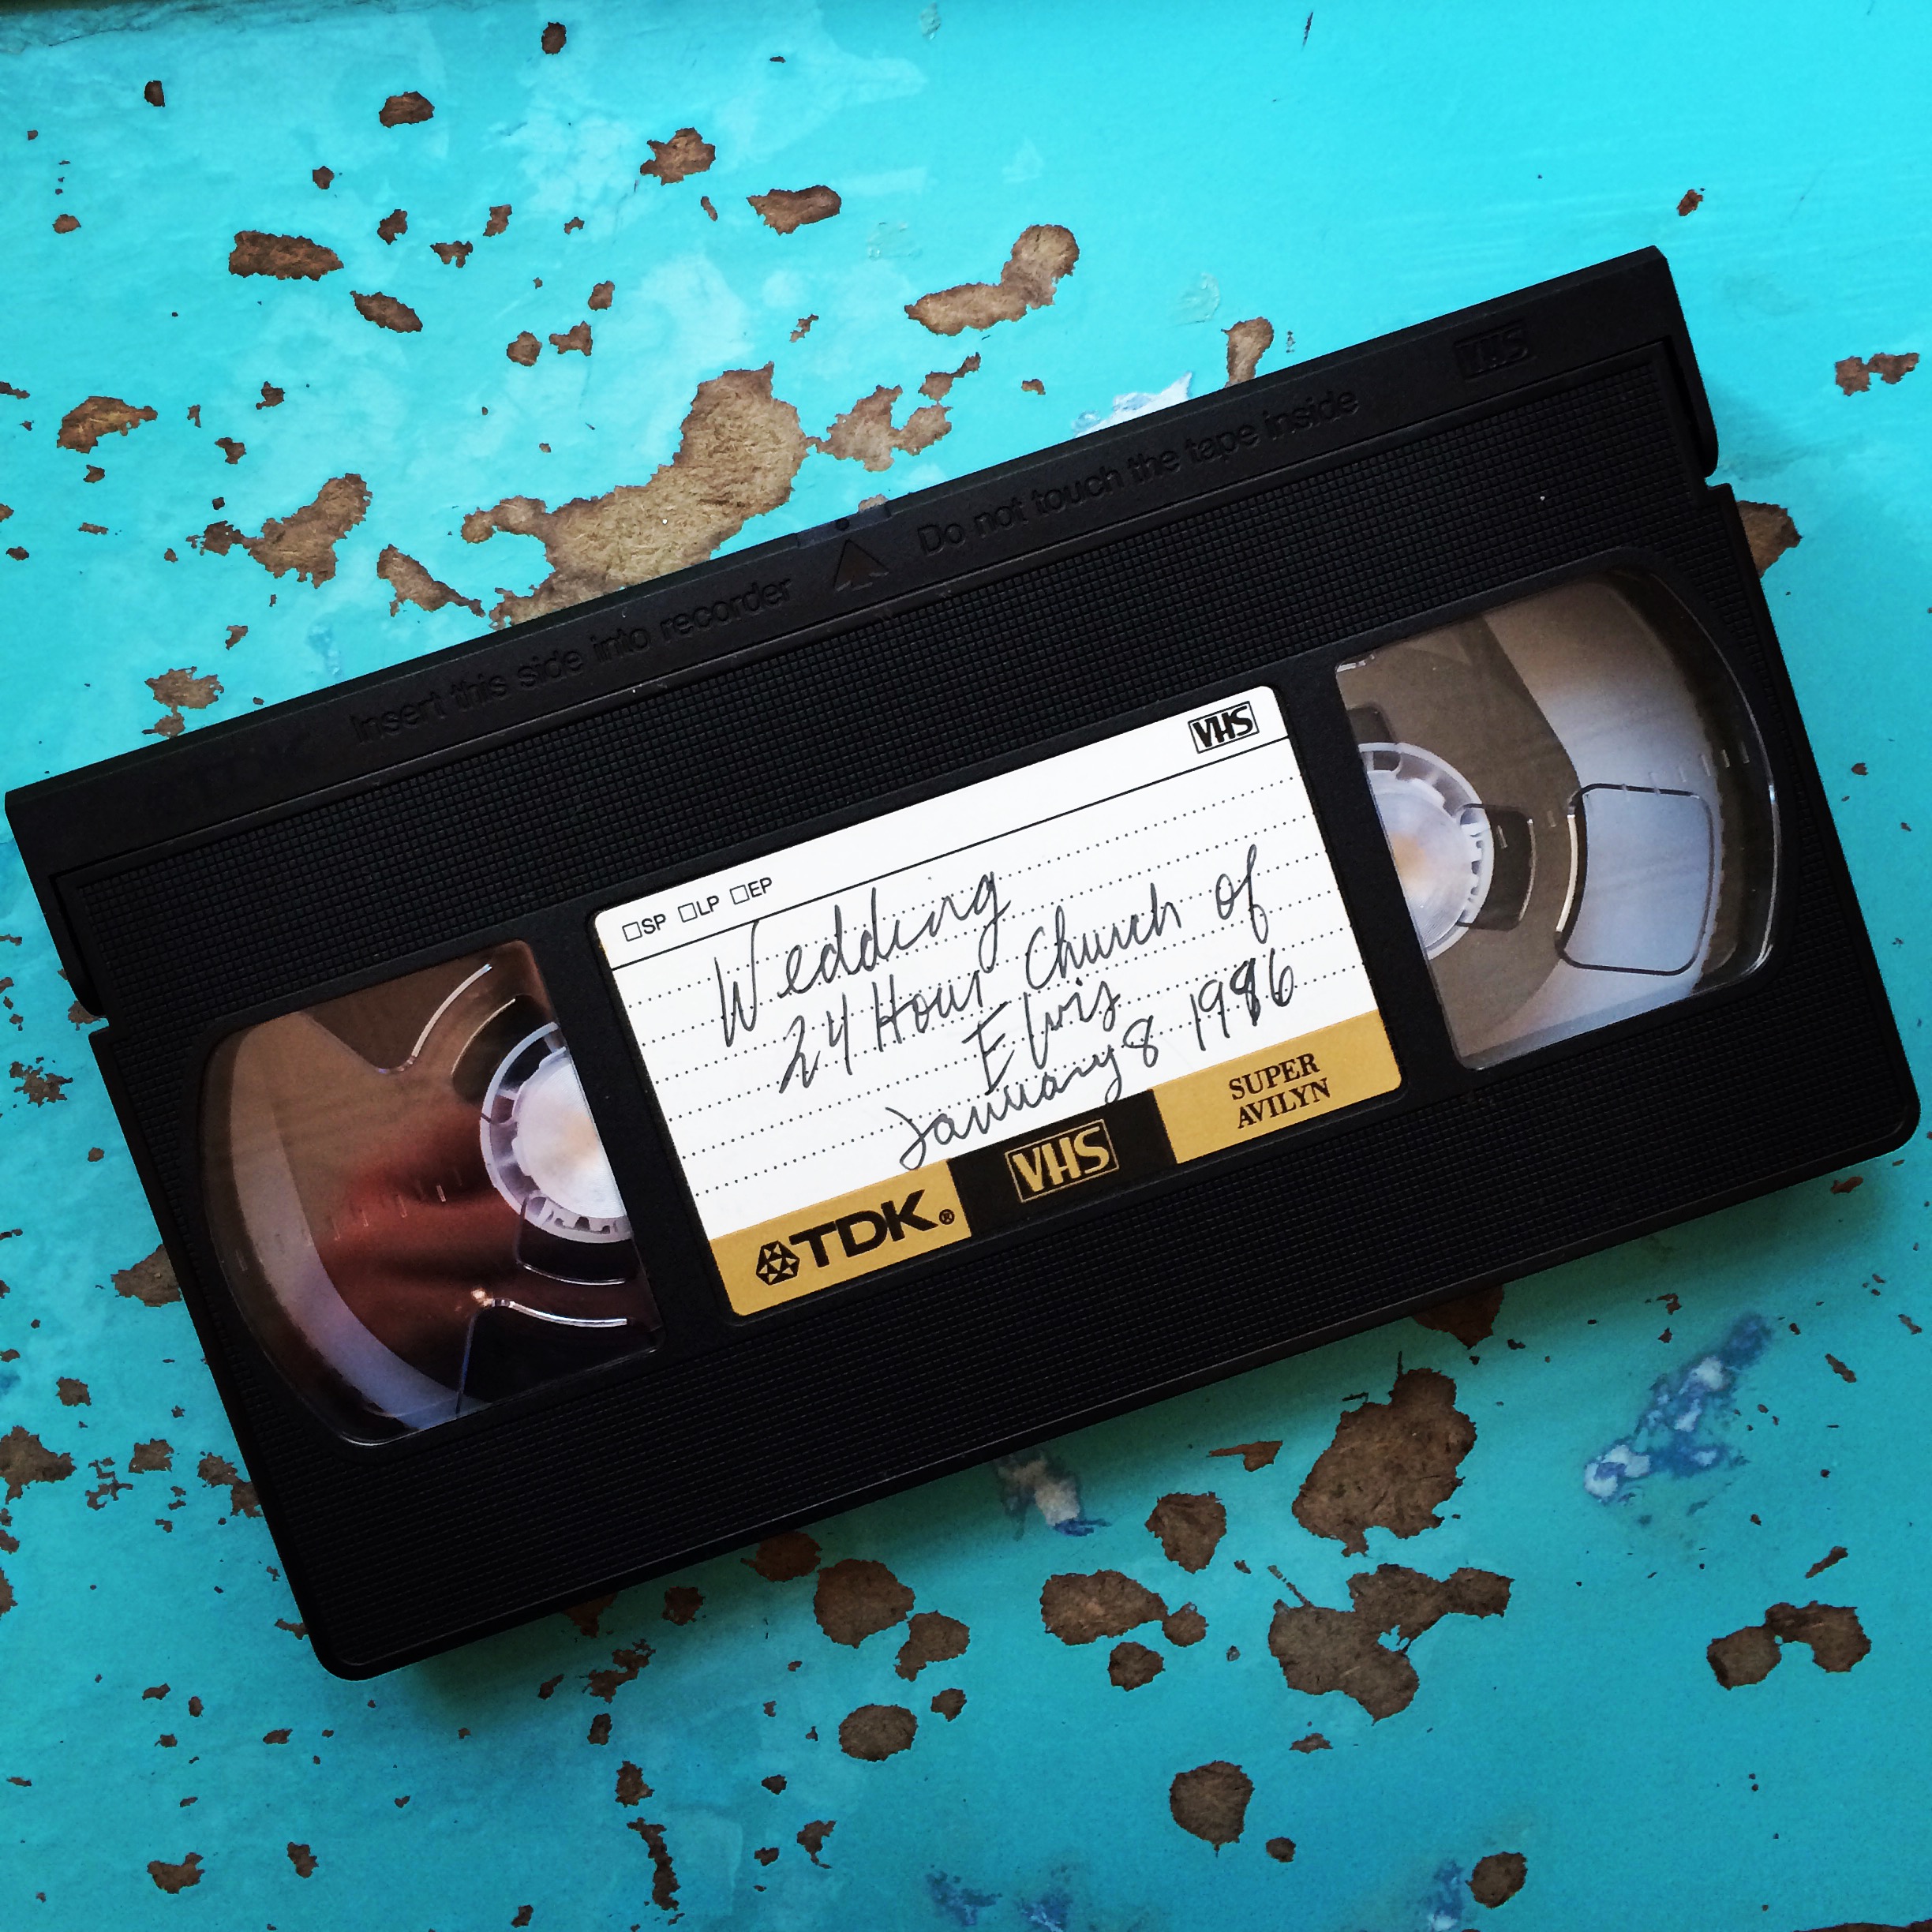 VHS
Insert this side into recorder Do not touch the tape inside
VHS
SP LP EP
Wedding
24 Hour Church of
Elvis
January 8 1986
TDK® VHS SUPER
AVILYN